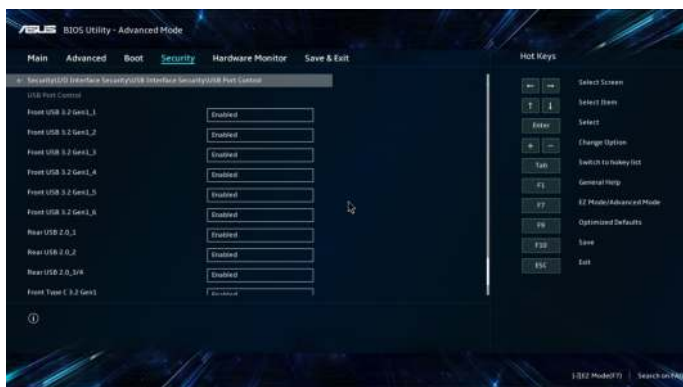 ASUS BIOS Utility - Advanced Mode
Main Advanced Boot Security Hardware Monitor Save & Exit
Hot Keys
← Security\I/O Interface Security\USB Interface Security\USB Port Control
USB Port Control
Front USB 3.2 Gen1_1 Enabled
Front USB 3.2 Gen1_2 Enabled
Front USB 3.2 Gen1_3 Enabled
Front USB 3.2 Gen1_4 Enabled
Front USB 3.2 Gen1_5 Enabled
Front USB 3.2 Gen1_6 Enabled
Rear USB 2.0_1 Enabled
Rear USB 2.0_2 Enabled
Rear USB 2.0_3/4 Enabled
Front Type C 3.2 Gen1 Enabled
← → Select Screen
↑ ↓ Select Item
Enter Select
+ − Change Option
Tab Switch to hokey list
F1 General Help
F7 EZ Mode/Advanced Mode
F9 Optimized Defaults
F10 Save
ESC Exit
EZ Mode(F7) | Search on FAQ